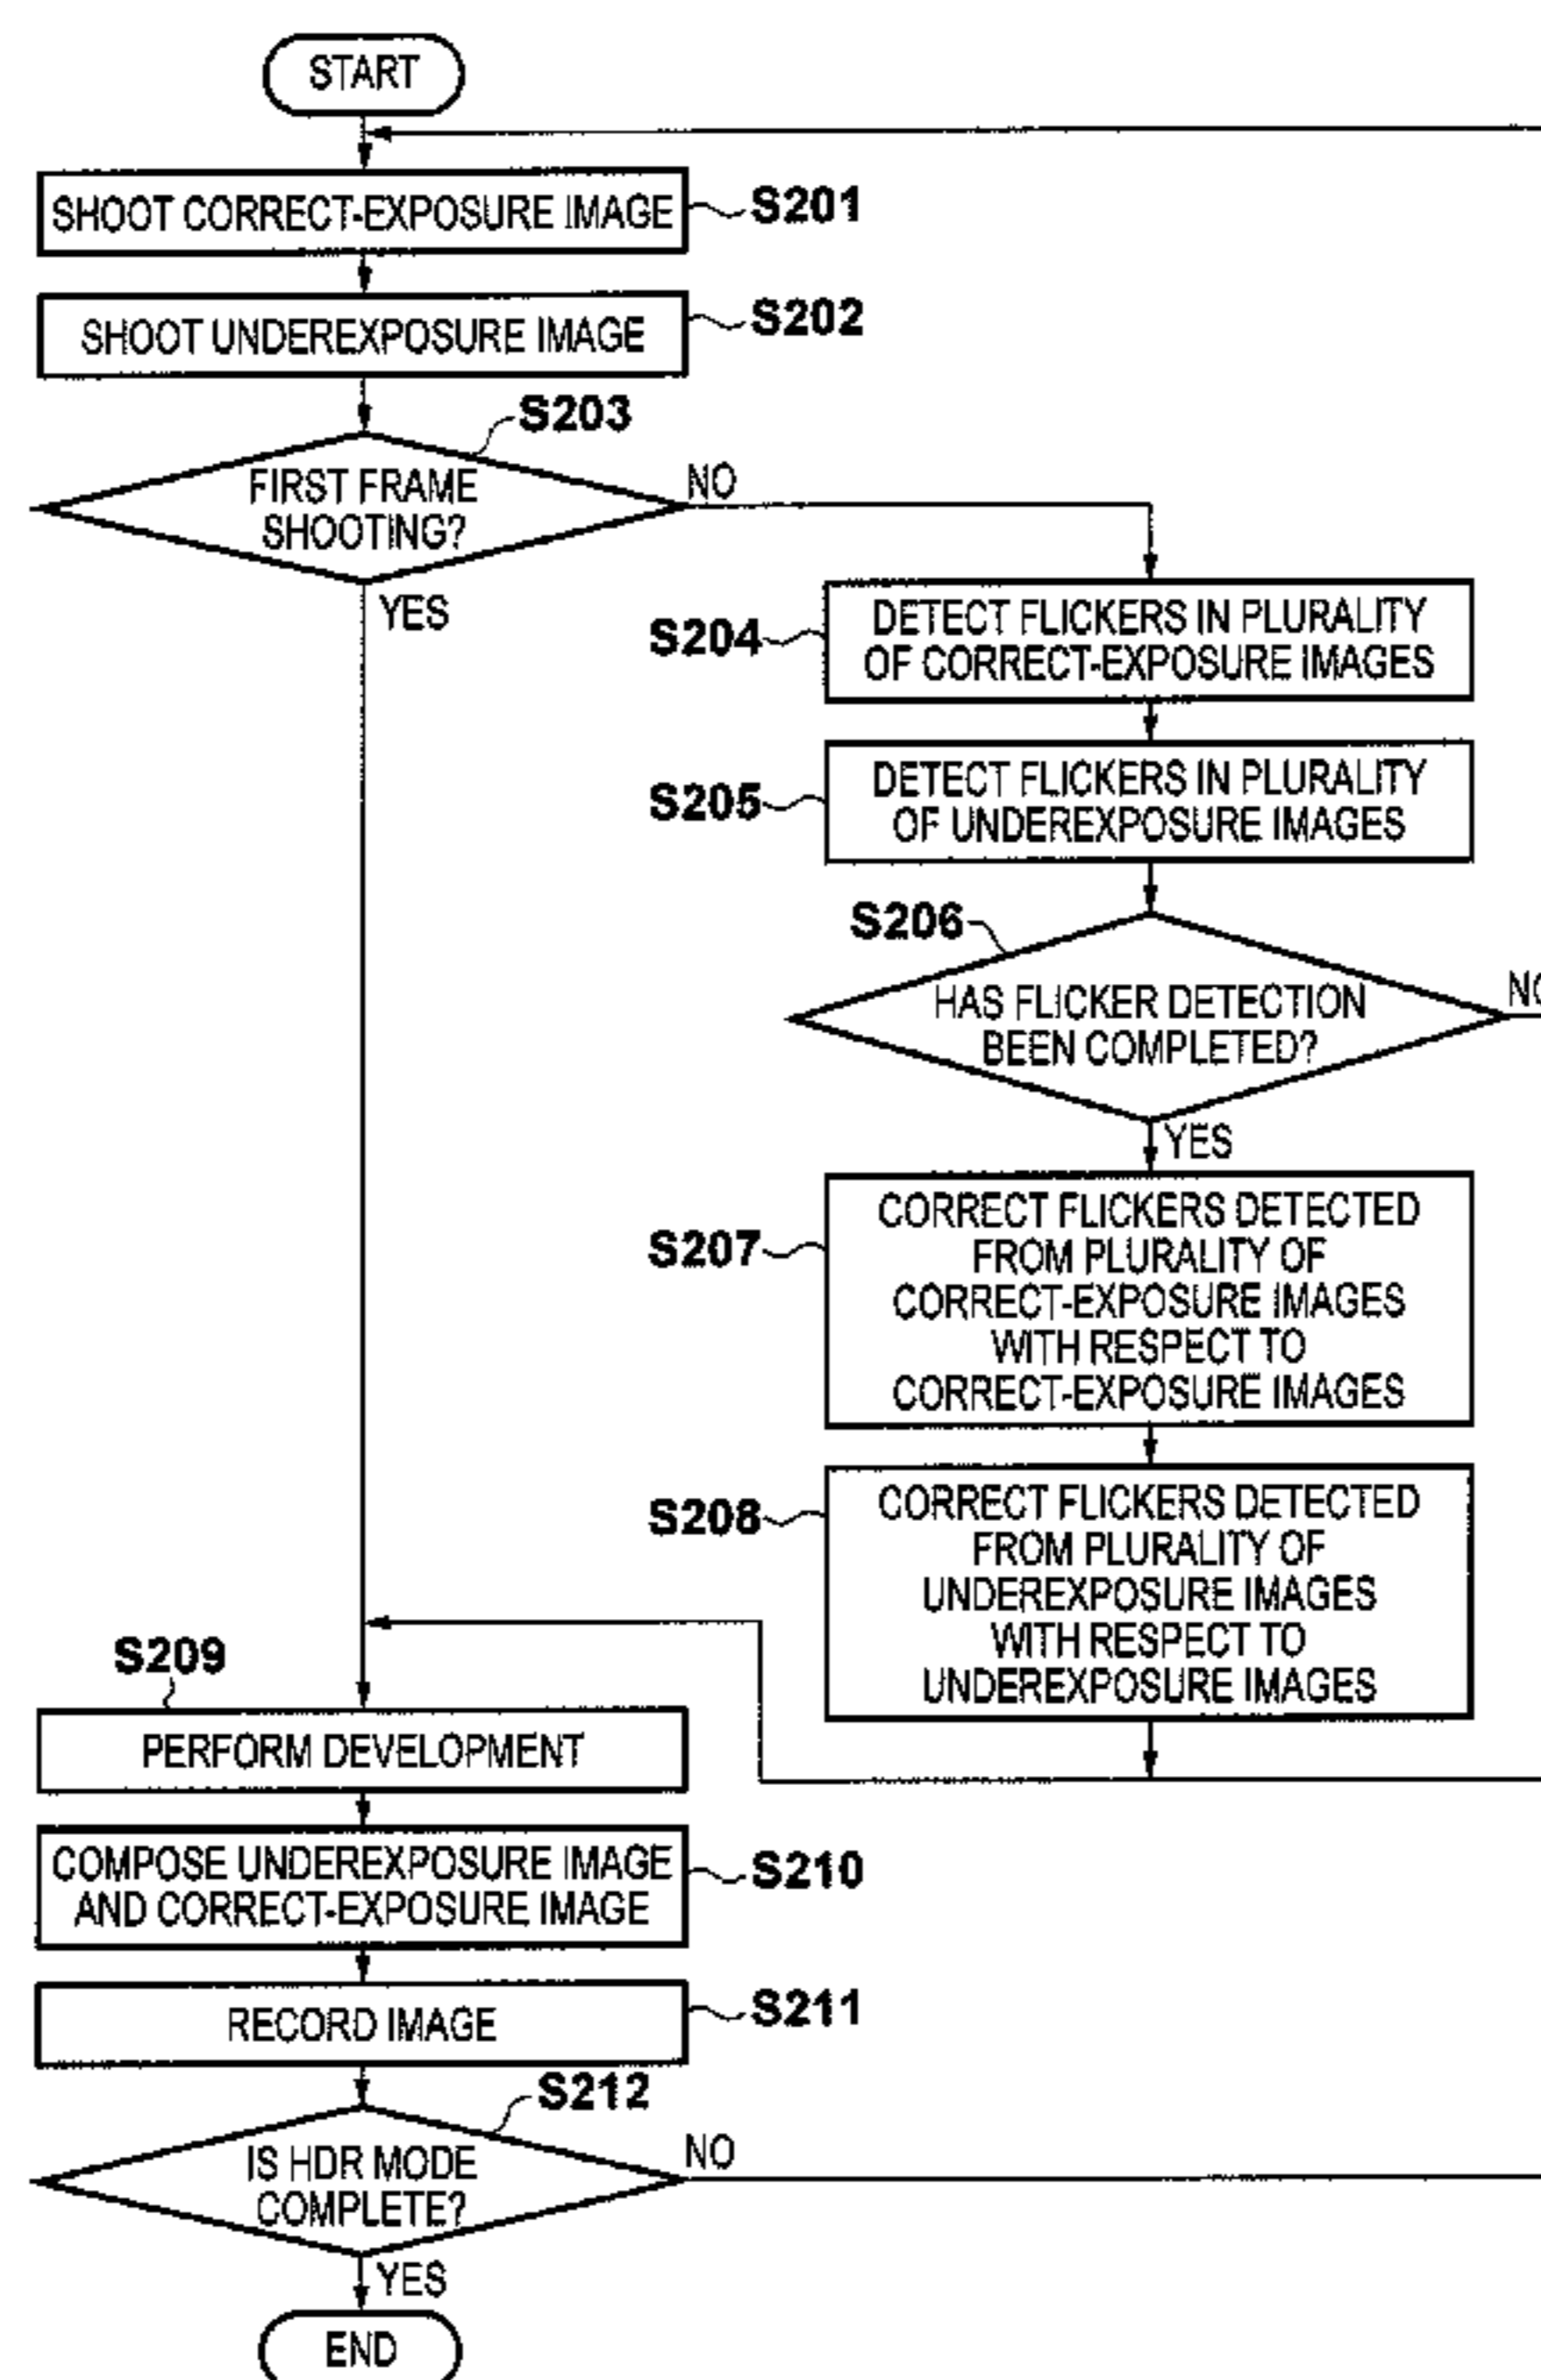 START
SHOOT CORRECT-EXPOSURE IMAGE
S201
SHOOT UNDEREXPOSURE IMAGE
S202
S203
FIRST FRAME
SHOOTING?
NO
YES
S204
DETECT FLICKERS IN PLURALITY
OF CORRECT-EXPOSURE IMAGES
S205
DETECT FLICKERS IN PLURALITY
OF UNDEREXPOSURE IMAGES
S206
HAS FLICKER DETECTION
BEEN COMPLETED?
NO
YES
S207
CORRECT FLICKERS DETECTED
FROM PLURALITY OF
CORRECT-EXPOSURE IMAGES
WITH RESPECT TO
CORRECT-EXPOSURE IMAGES
S208
CORRECT FLICKERS DETECTED
FROM PLURALITY OF
UNDEREXPOSURE IMAGES
WITH RESPECT TO
UNDEREXPOSURE IMAGES
S209
PERFORM DEVELOPMENT
COMPOSE UNDEREXPOSURE IMAGE
AND CORRECT-EXPOSURE IMAGE
S210
RECORD IMAGE
S211
S212
IS HDR MODE
COMPLETE?
NO
YES
END